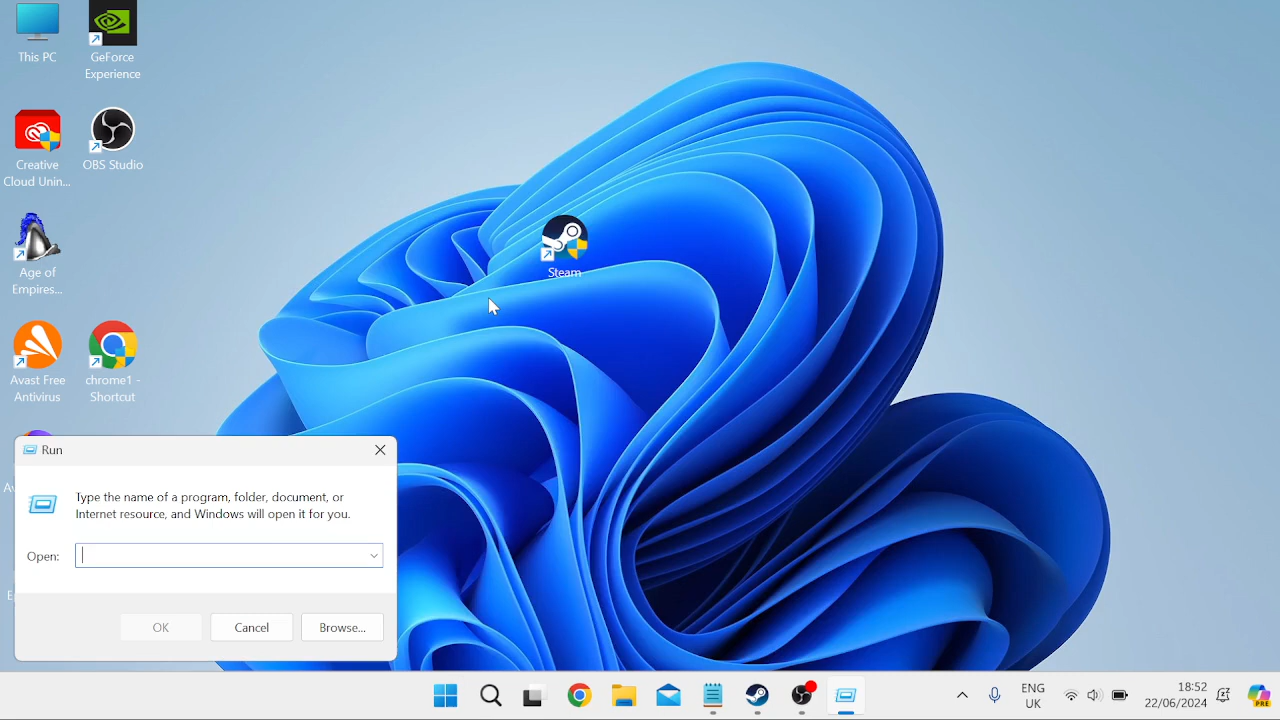 This PC
GeForce
Experience
Creative
Cloud Unin...
OBS Studio
Steam
Age of
Empires...
Avast Free
Antivirus
chrome1 -
Shortcut
Run
Type the name of a program, folder, document, or
Internet resource, and Windows will open it for you.
Open:
OK
Cancel
Browse...
ENG
UK
18:52
22/06/2024
PRE